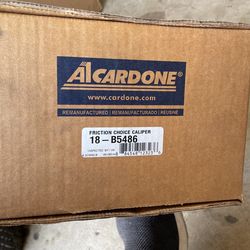 A1CARDONE®
www.cardone.com
REMANUFACTURED / REMANUFACTURADO / REUSINÉ
FRICTION CHOICE CALIPER
18-B5486